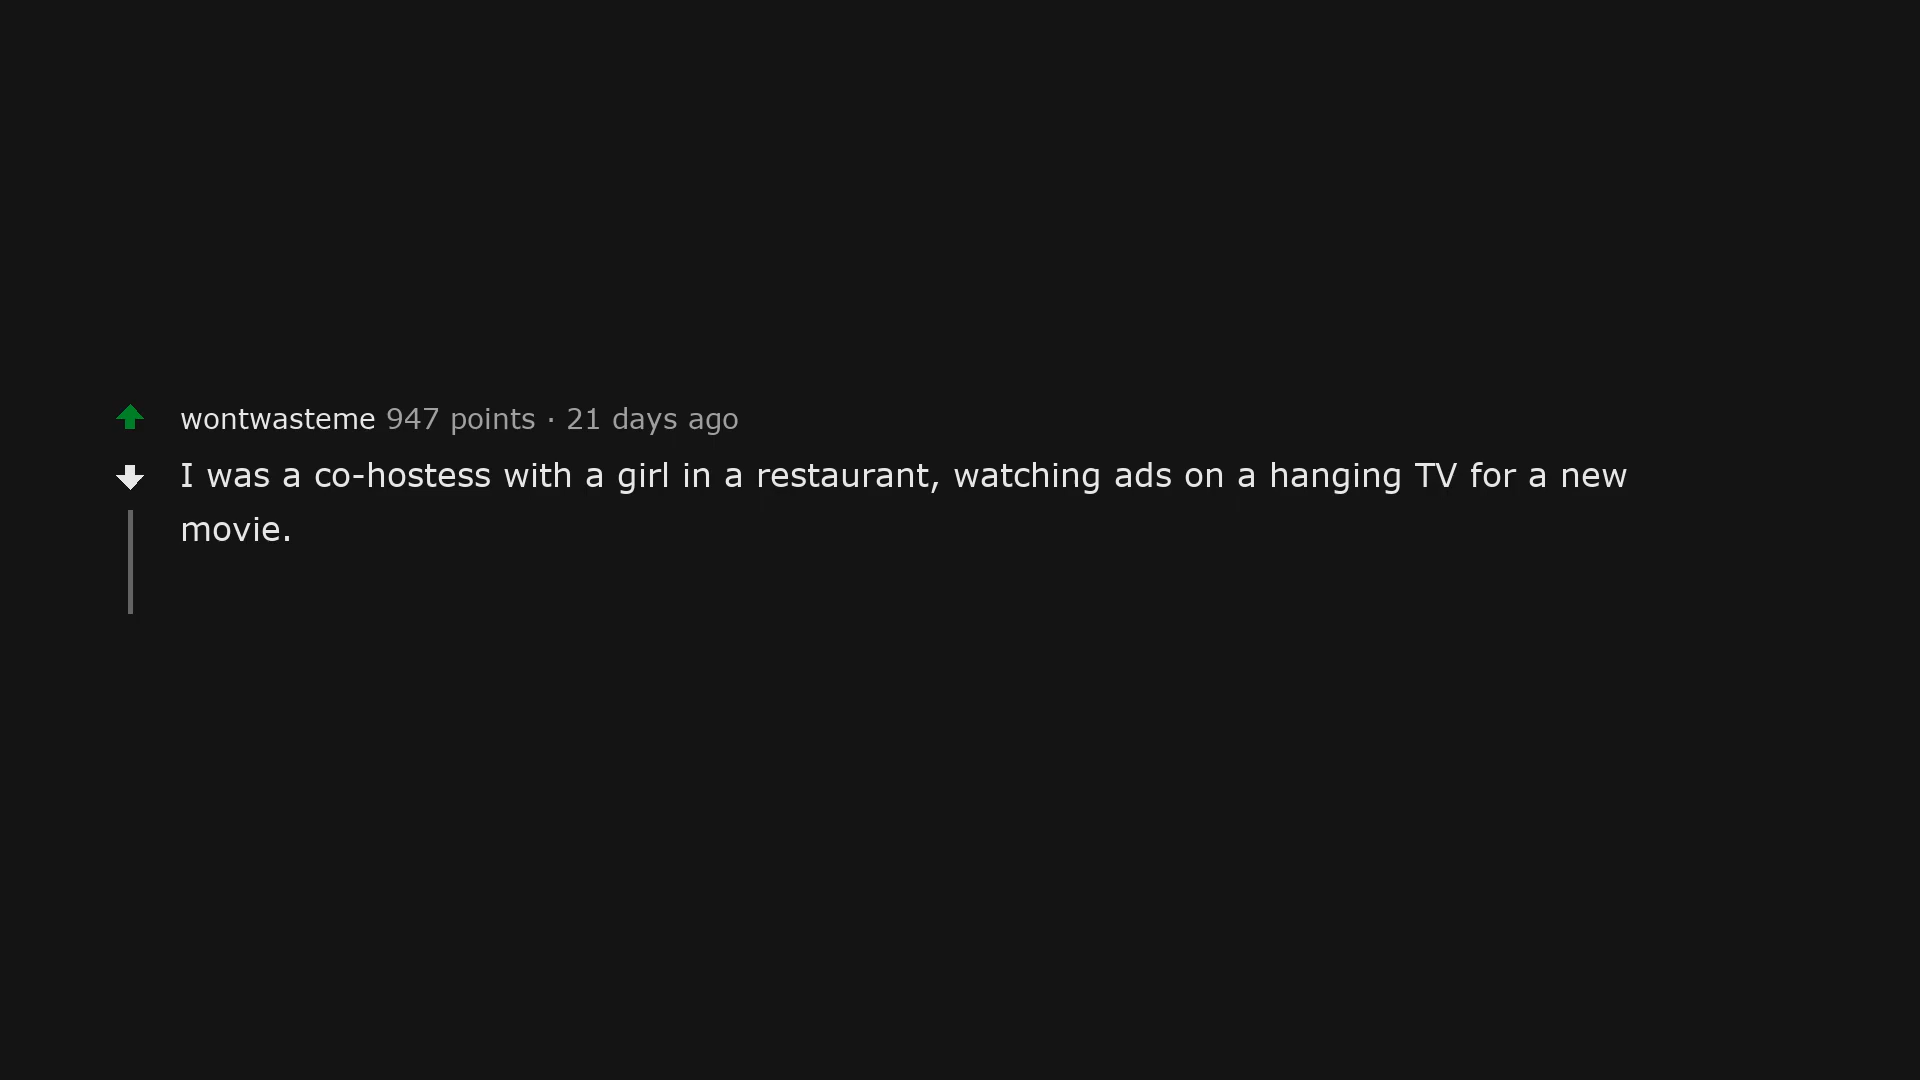 wontwasteme 947 points · 21 days ago
I was a co-hostess with a girl in a restaurant, watching ads on a hanging TV for a new
movie.